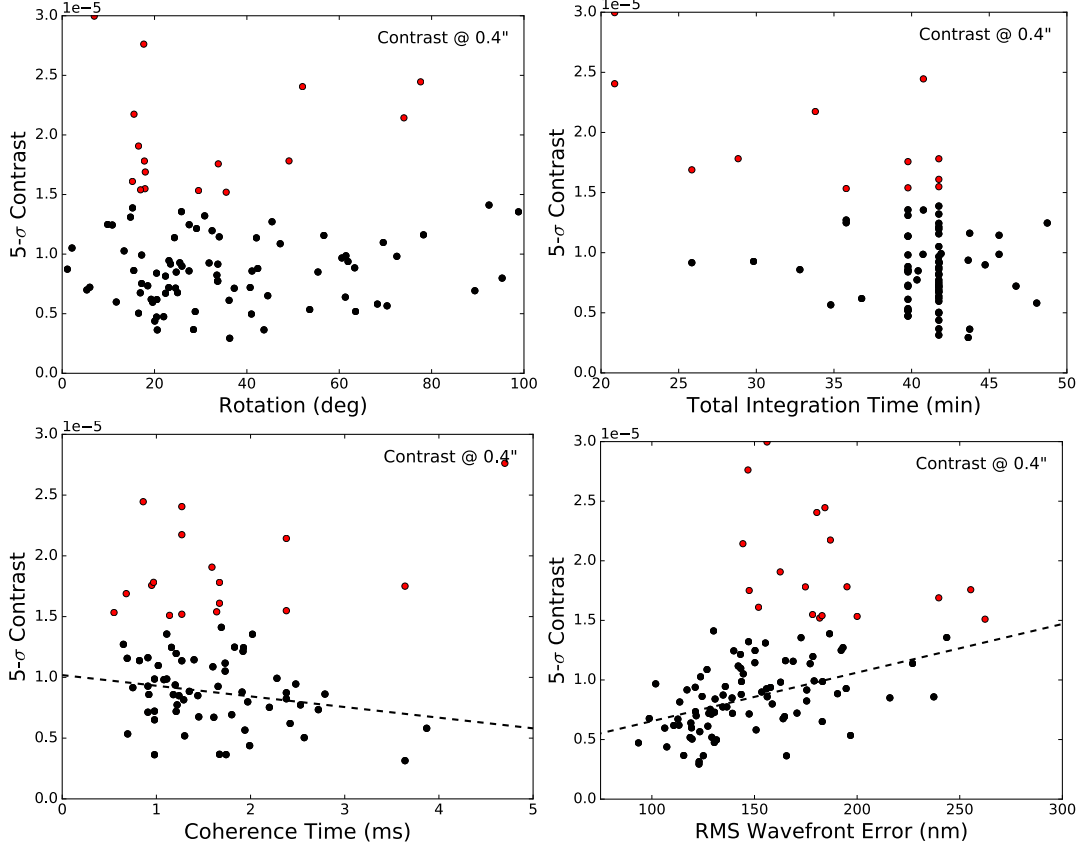 1e−5
Contrast @ 0.4"
3.0
2.5
2.0
1.5
1.0
0.5
0.0
5-σ Contrast
0 20 40 60 80 100
Rotation (deg)
1e−5
Contrast @ 0.4"
3.0
2.5
2.0
1.5
1.0
0.5
0.0
5-σ Contrast
20 25 30 35 40 45 50
Total Integration Time (min)
1e−5
Contrast @ 0.4"
3.0
2.5
2.0
1.5
1.0
0.5
0.0
5-σ Contrast
0 1 2 3 4 5
Coherence Time (ms)
1e−5
Contrast @ 0.4"
3.0
2.5
2.0
1.5
1.0
0.5
0.0
5-σ Contrast
100 150 200 250 300
RMS Wavefront Error (nm)